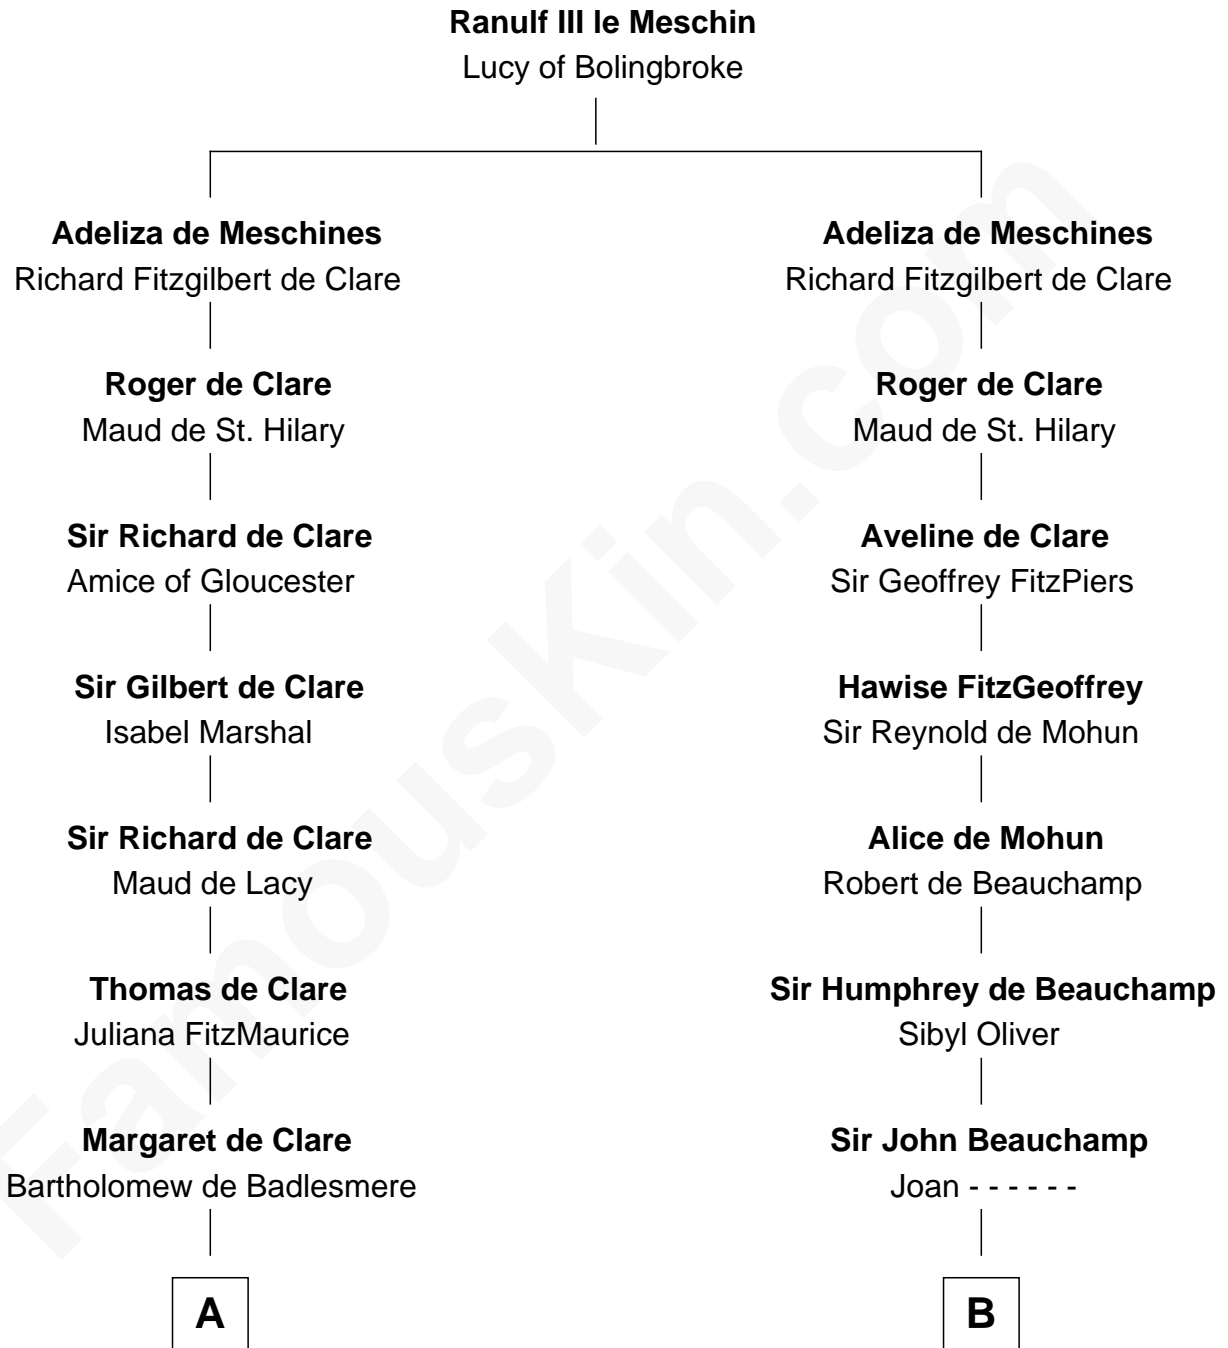 Ranulf III le Meschin
Lucy of Bolingbroke
Adeliza de Meschines
Richard Fitzgilbert de Clare
Roger de Clare
Maud de St. Hilary
Sir Richard de Clare
Amice of Gloucester
Sir Gilbert de Clare
Isabel Marshal
Sir Richard de Clare
Maud de Lacy
Thomas de Clare
Juliana FitzMaurice
Margaret de Clare
Bartholomew de Badlesmere
A
Adeliza de Meschines
Richard Fitzgilbert de Clare
Roger de Clare
Maud de St. Hilary
Aveline de Clare
Sir Geoffrey FitzPiers
Hawise FitzGeoffrey
Sir Reynold de Mohun
Alice de Mohun
Robert de Beauchamp
Sir Humphrey de Beauchamp
Sibyl Oliver
Sir John Beauchamp
Joan - - - - - -
B
FamousKin.com